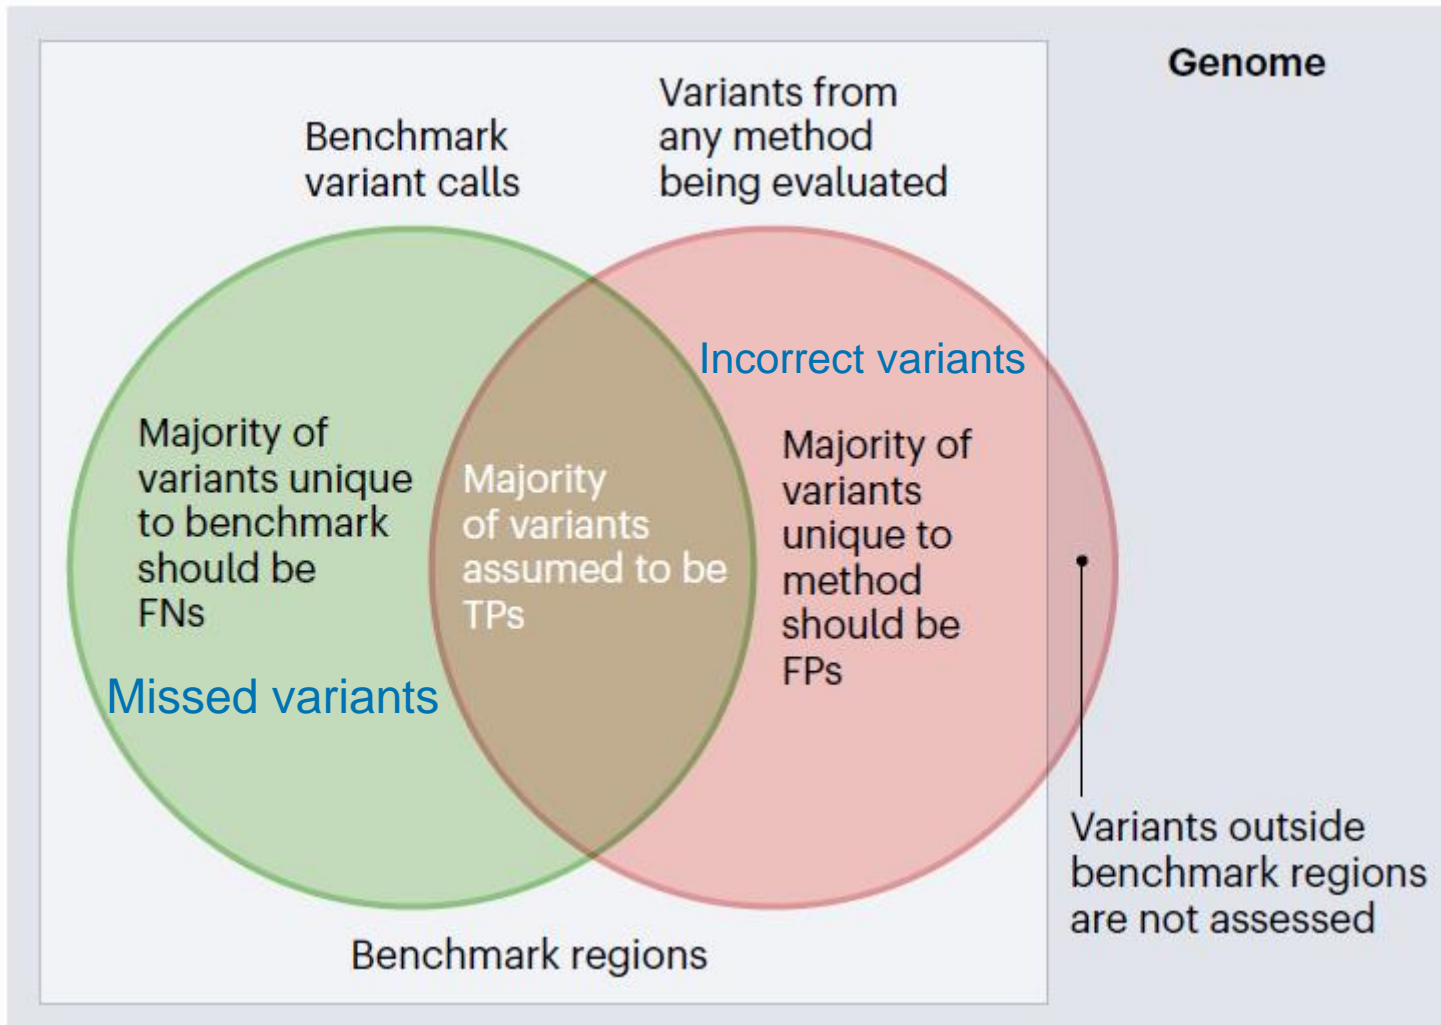 Genome
Benchmark
variant calls
Variants from
any method
being evaluated
Incorrect variants
Majority of
variants unique
to benchmark
should be
FNs
Missed variants
Majority
of variants
assumed to be
TPs
Majority of
variants
unique to
method
should be
FPs
Variants outside
benchmark regions
are not assessed
Benchmark regions